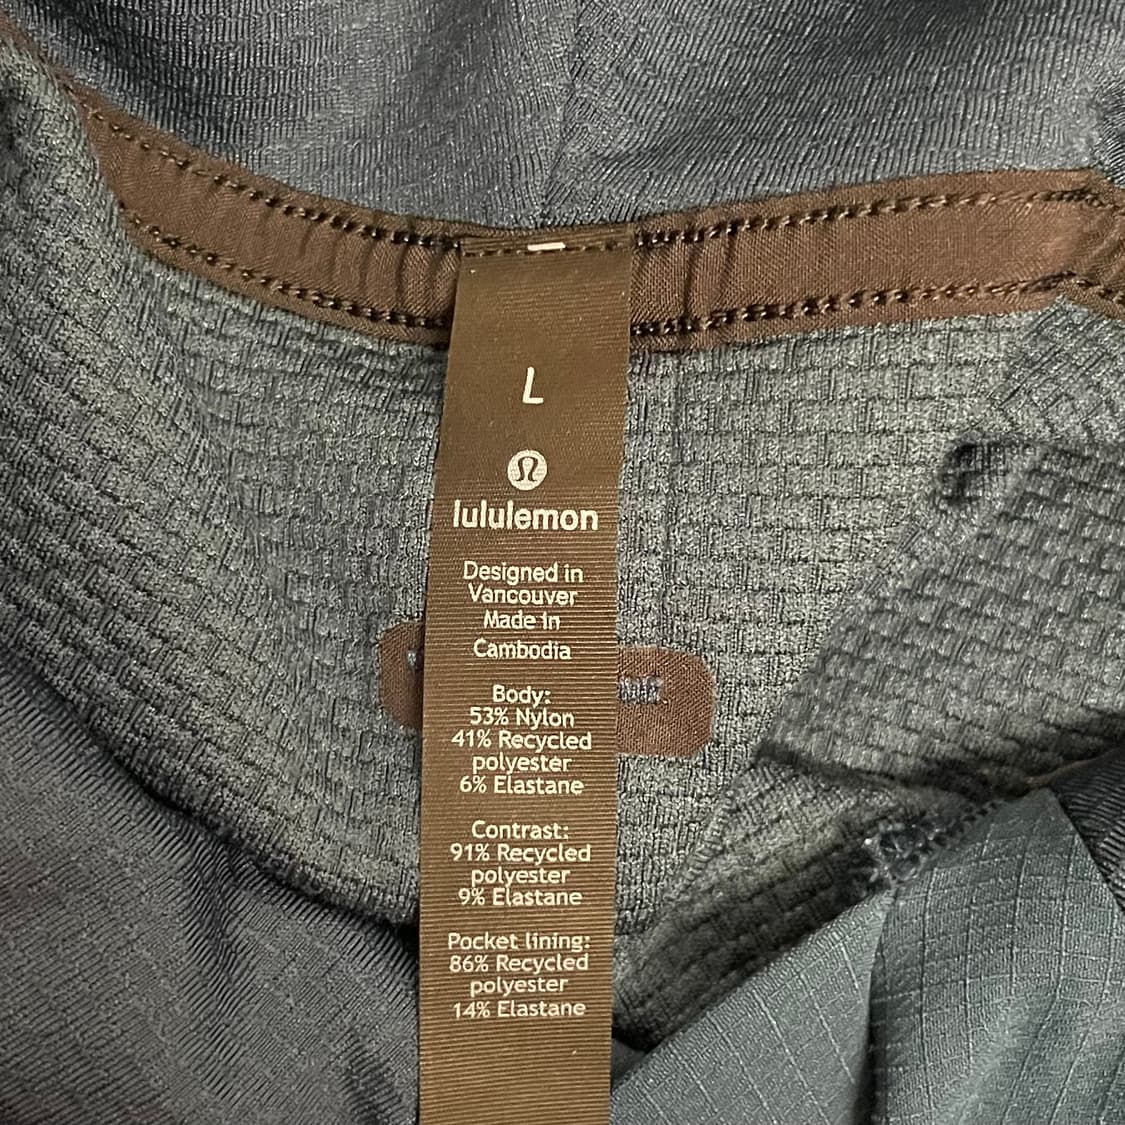 L
lululemon
Designed in
Vancouver
Made in
Cambodia
Body:
53% Nylon
41% Recycled
polyester
6% Elastane
Contrast:
91% Recycled
polyester
9% Elastane
Pocket lining:
86% Recycled
polyester
14% Elastane